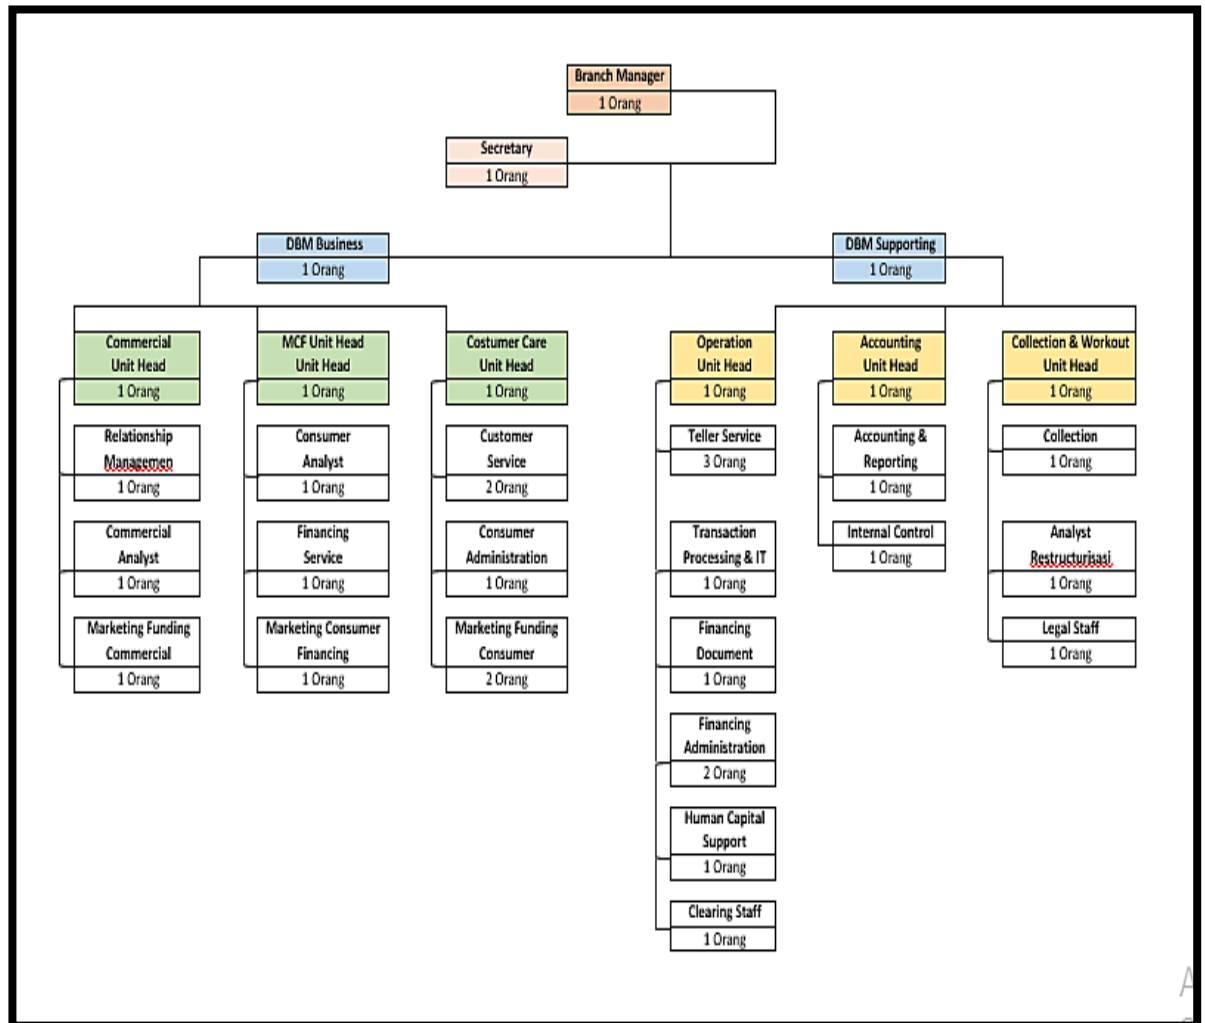 Branch Manager
1 Orang
Secretary
1 Orang
DBM Business
1 Orang
DBM Supporting
1 Orang
Commercial
Unit Head
1 Orang
Relationship
Managemen
1 Orang
Commercial
Analyst
1 Orang
Marketing Funding
Commercial
1 Orang
MCF Unit Head
Unit Head
1 Orang
Consumer
Analyst
1 Orang
Financing
Service
1 Orang
Marketing Consumer
Financing
1 Orang
Costumer Care
Unit Head
1 Orang
Customer
Service
2 Orang
Consumer
Administration
1 Orang
Marketing Funding
Consumer
2 Orang
Operation
Unit Head
1 Orang
Teller Service
3 Orang
Transaction
Processing & IT
1 Orang
Financing
Document
1 Orang
Financing
Administration
2 Orang
Human Capital
Support
1 Orang
Clearing Staff
1 Orang
Accounting
Unit Head
1 Orang
Accounting &
Reporting
1 Orang
Internal Control
1 Orang
Collection & Workout
Unit Head
1 Orang
Collection
1 Orang
Analyst
Restructurisasi
1 Orang
Legal Staff
1 Orang